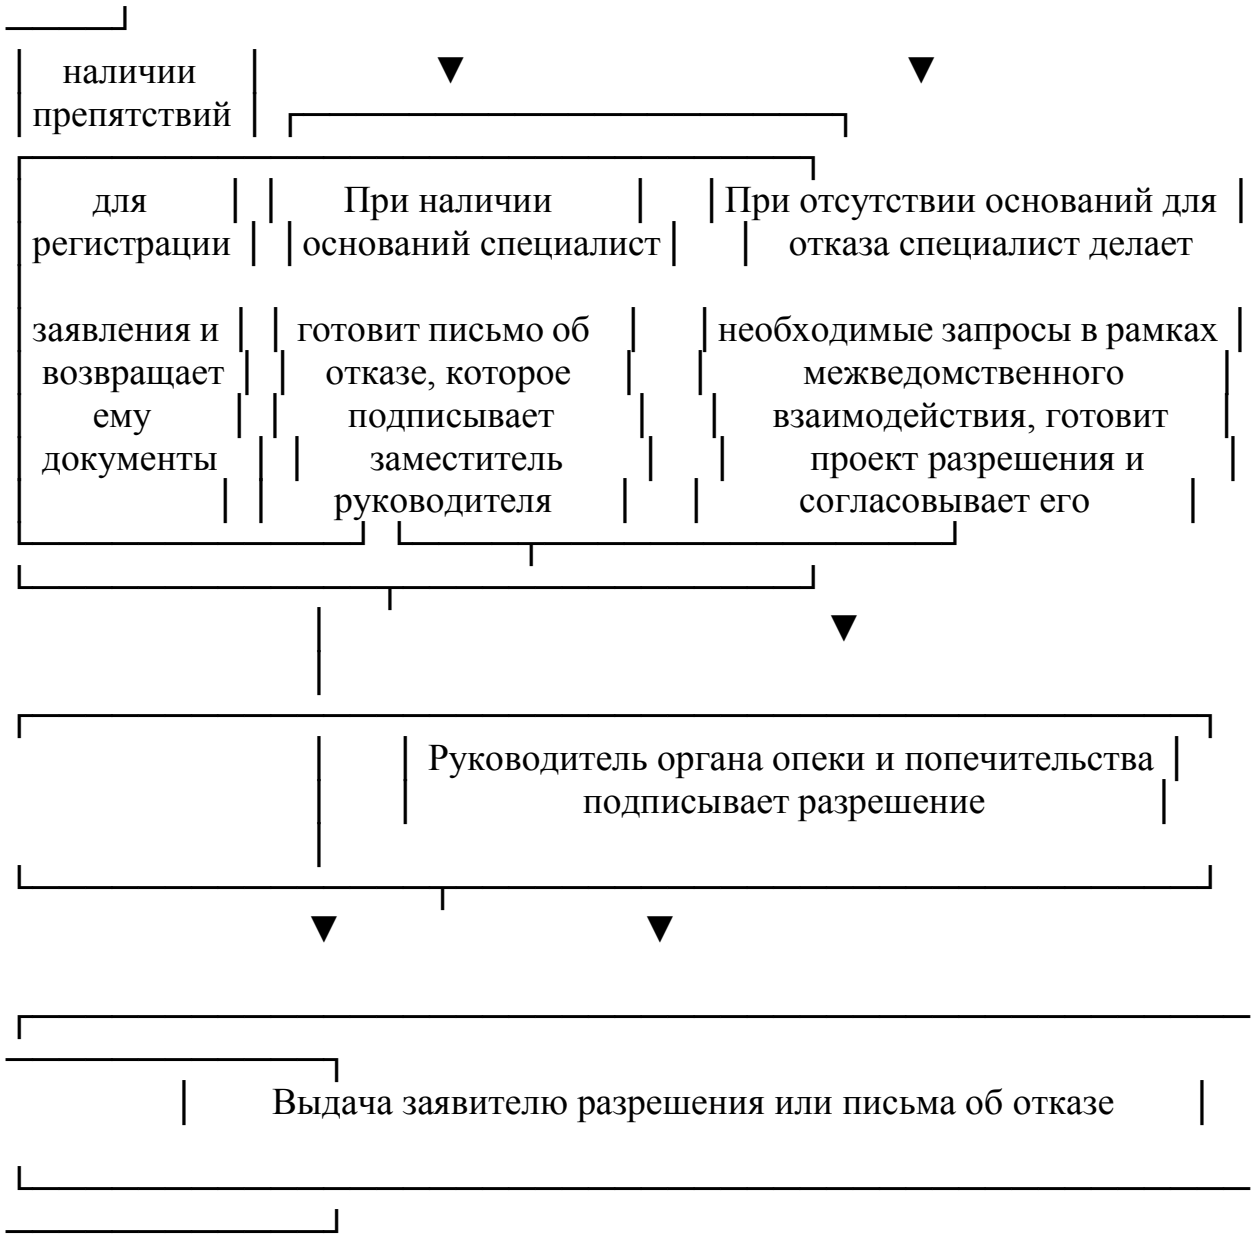 наличии
препятствий
для При наличии При отсутствии оснований для
регистрации оснований специалист отказа специалист делает
заявления и готовит письмо об необходимые запросы в рамках
возвращает отказе, которое межведомственного
ему подписывает взаимодействия, готовит
документы заместитель проект разрешения и
руководителя согласовывает его
Руководитель органа опеки и попечительства
подписывает разрешение
Выдача заявителю разрешения или письма об отказе